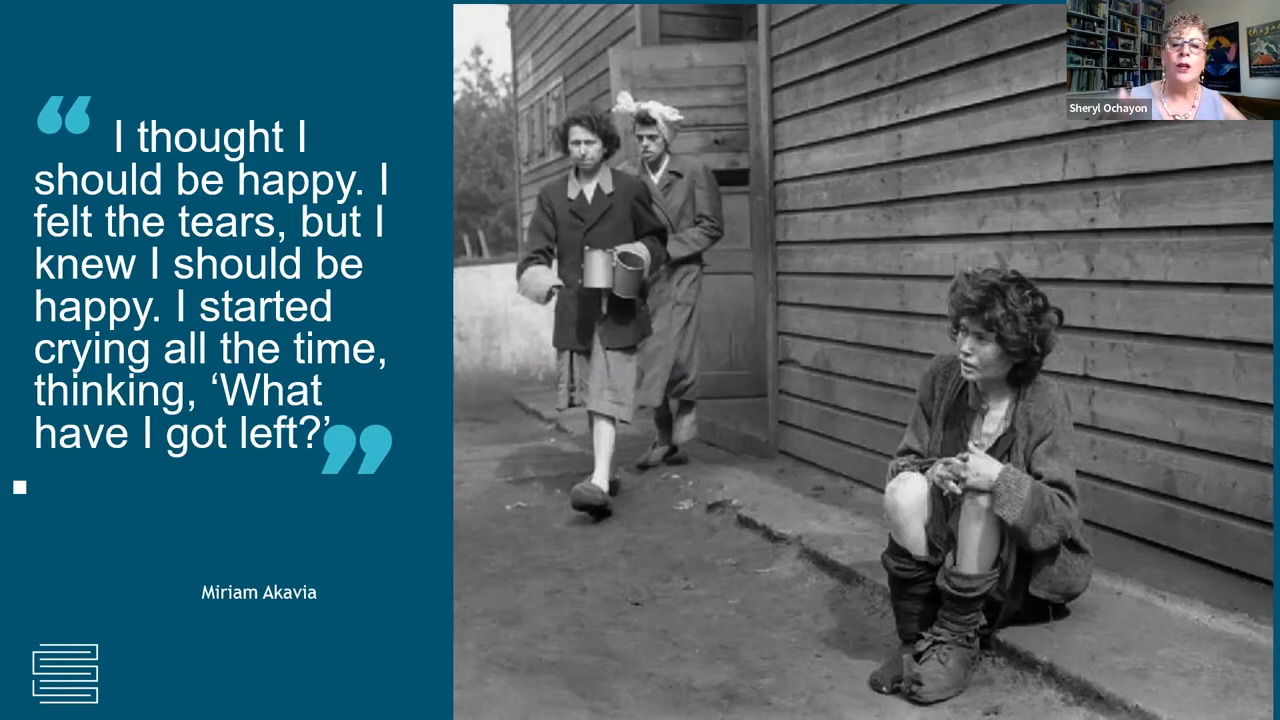 “ I thought I
should be happy. I
felt the tears, but I
knew I should be
happy. I started
crying all the time,
thinking, ‘What
have I got left?’”
Miriam Akavia
Sheryl Ochayon